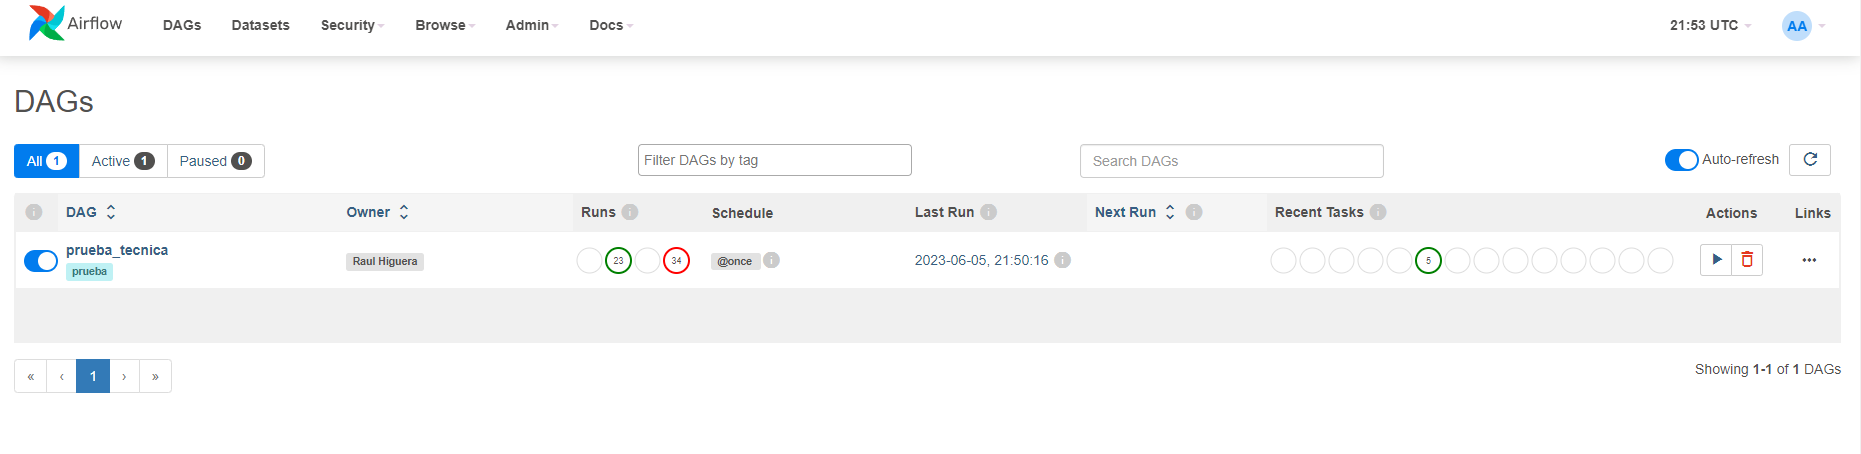 Airflow DAGs Datasets Security Browse Admin Docs 21:53 UTC AA
DAGs
All 1 Active 1 Paused 0 Filter DAGs by tag Search DAGs Auto-refresh
i DAG Owner Runs i Schedule Last Run i Next Run i Recent Tasks i Actions Links
prueba_tecnica
prueba Raul Higuera 23 34 @once i 2023-06-05, 21:50:16 i 5
« ‹ 1 › » Showing 1-1 of 1 DAGs